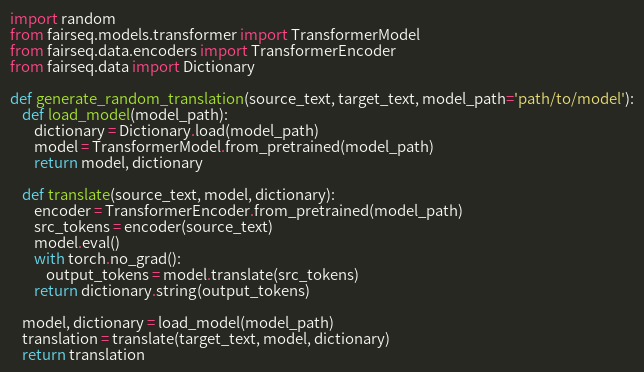 import random
from fairseq.models.transformer import TransformerModel
from fairseq.data.encoders import TransformerEncoder
from fairseq.data import Dictionary

def generate_random_translation(source_text, target_text, model_path='path/to/model'):
    def load_model(model_path):
        dictionary = Dictionary.load(model_path)
        model = TransformerModel.from_pretrained(model_path)
        return model, dictionary

    def translate(source_text, model, dictionary):
        encoder = TransformerEncoder.from_pretrained(model_path)
        src_tokens = encoder(source_text)
        model.eval()
        with torch.no_grad():
            output_tokens = model.translate(src_tokens)
        return dictionary.string(output_tokens)

    model, dictionary = load_model(model_path)
    translation = translate(target_text, model, dictionary)
    return translation